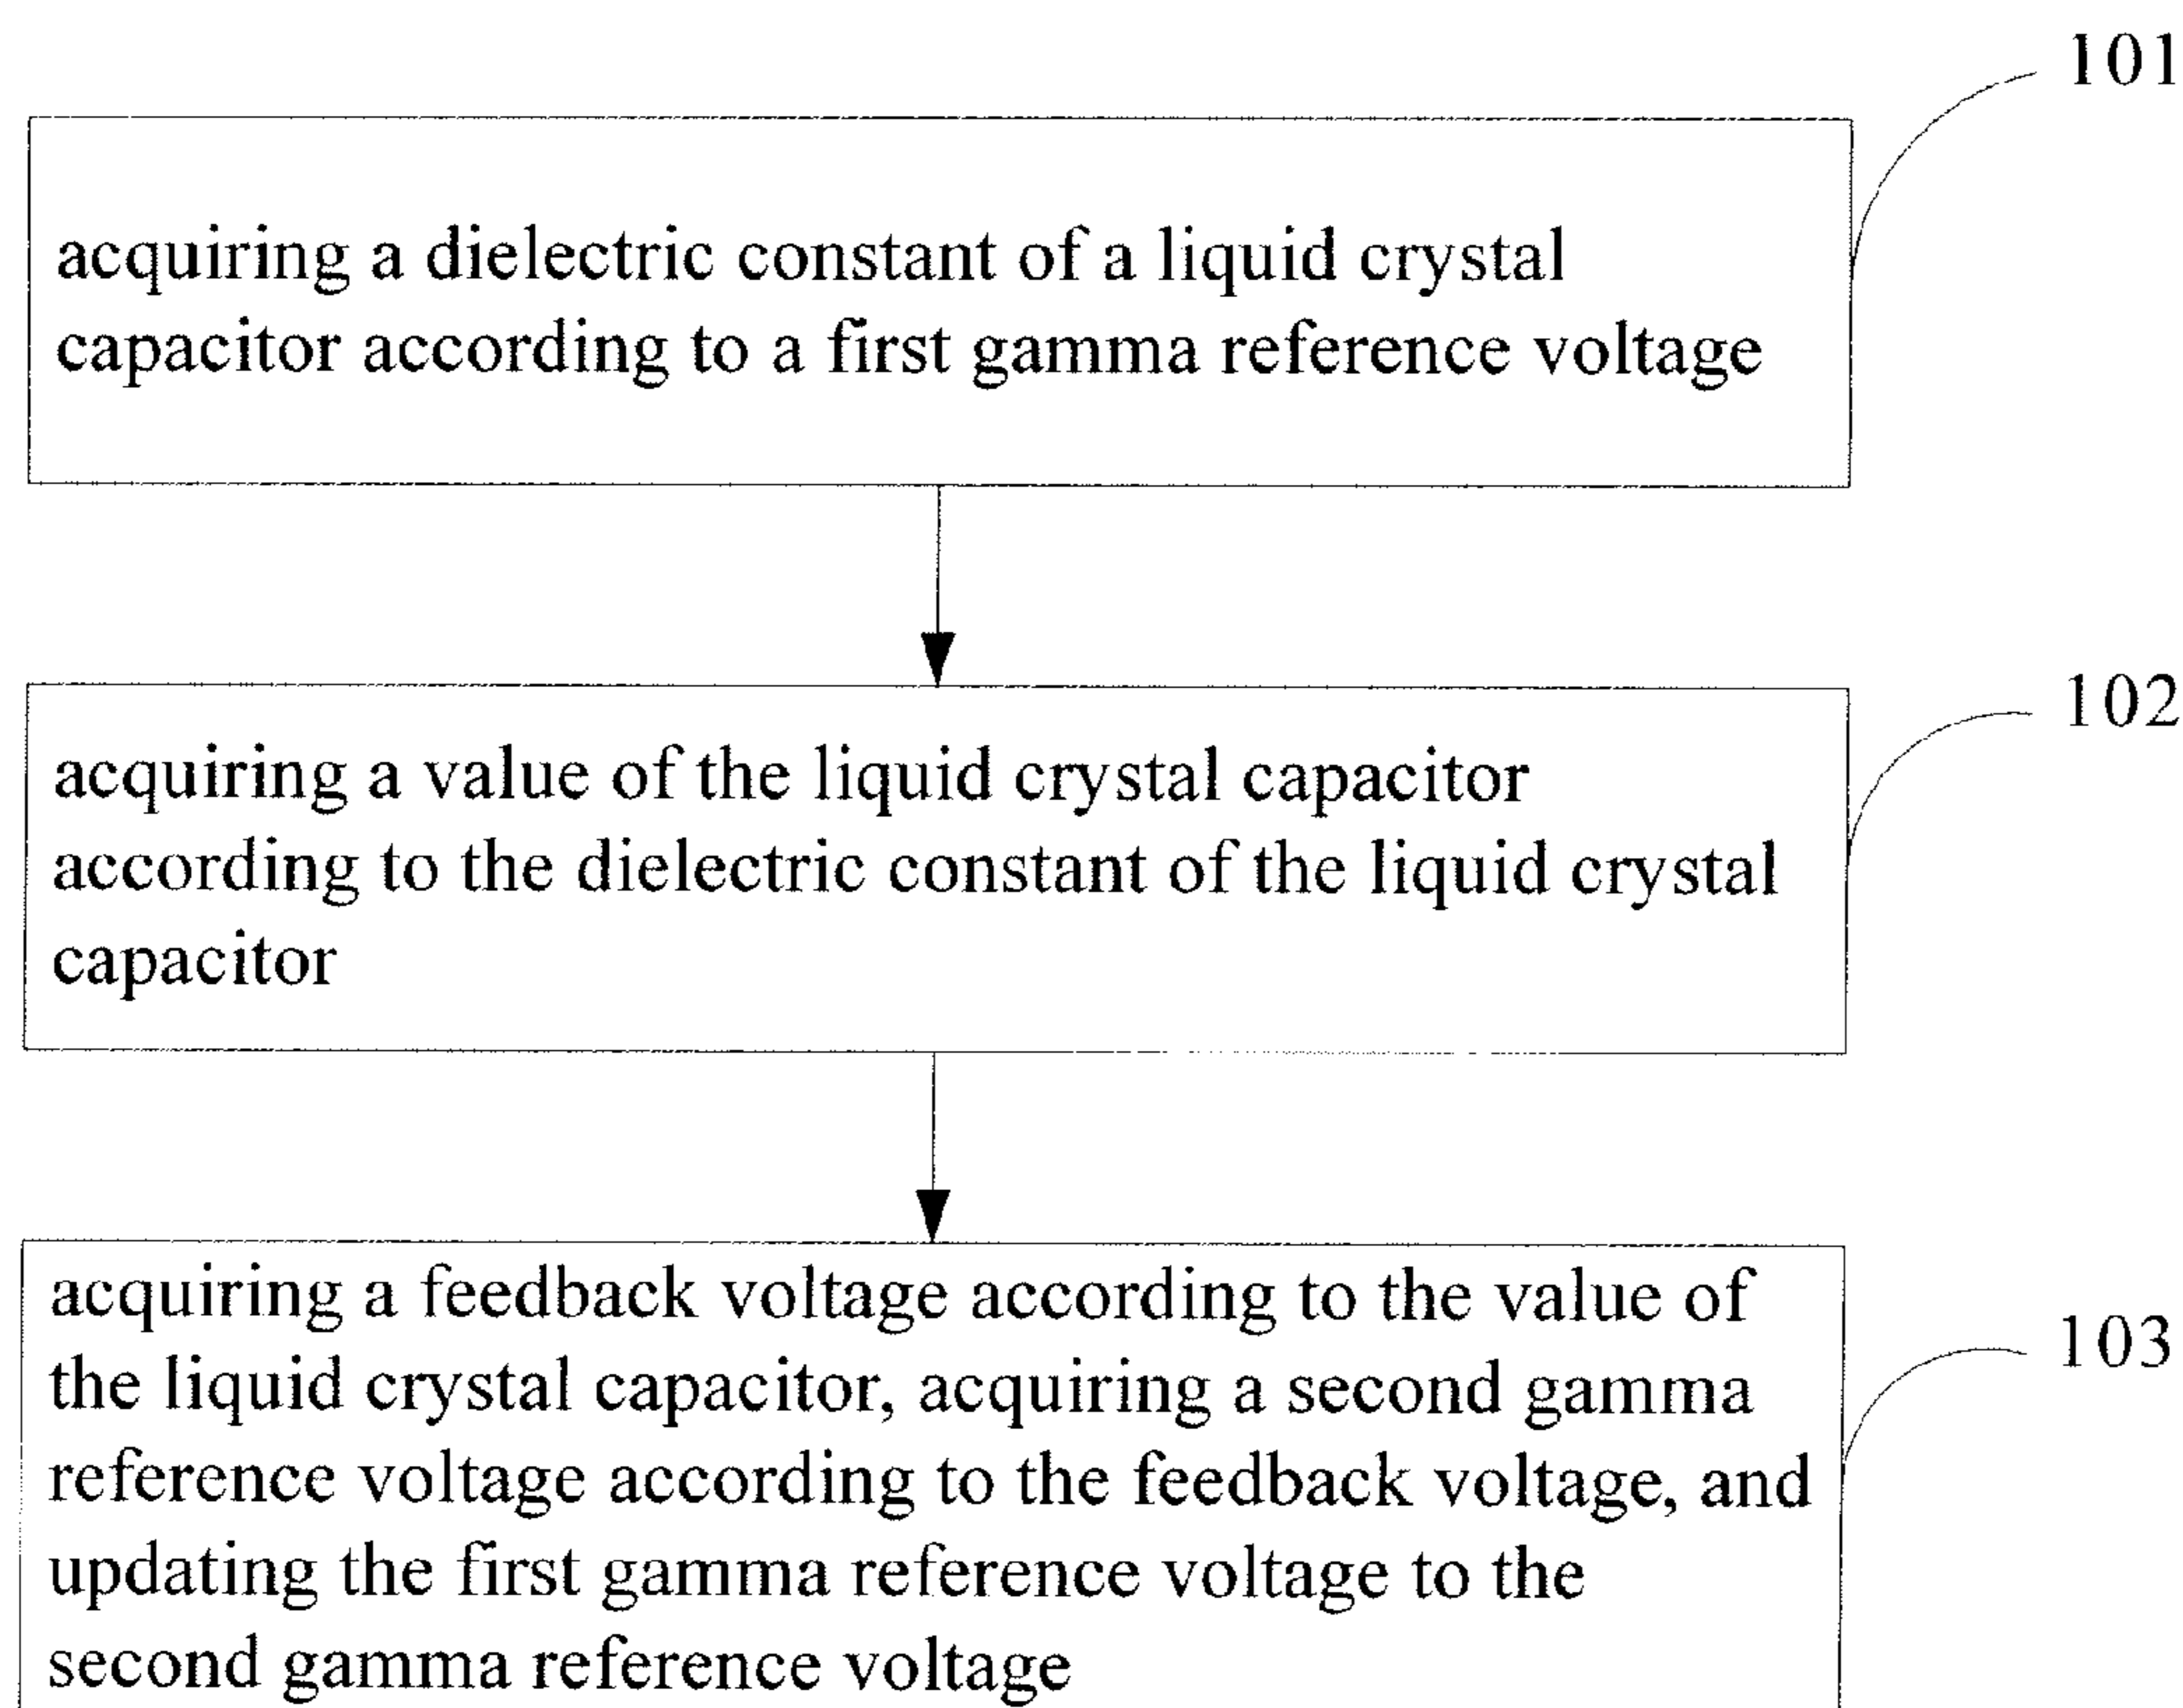 101
acquiring a dielectric constant of a liquid crystal
capacitor according to a first gamma reference voltage
102
acquiring a value of the liquid crystal capacitor
according to the dielectric constant of the liquid crystal
capacitor
acquiring a feedback voltage according to the value of
103
the liquid crystal capacitor, acquiring a second gamma
reference voltage according to the feedback voltage, and
updating the first gamma reference voltage to the
second gamma reference voltage